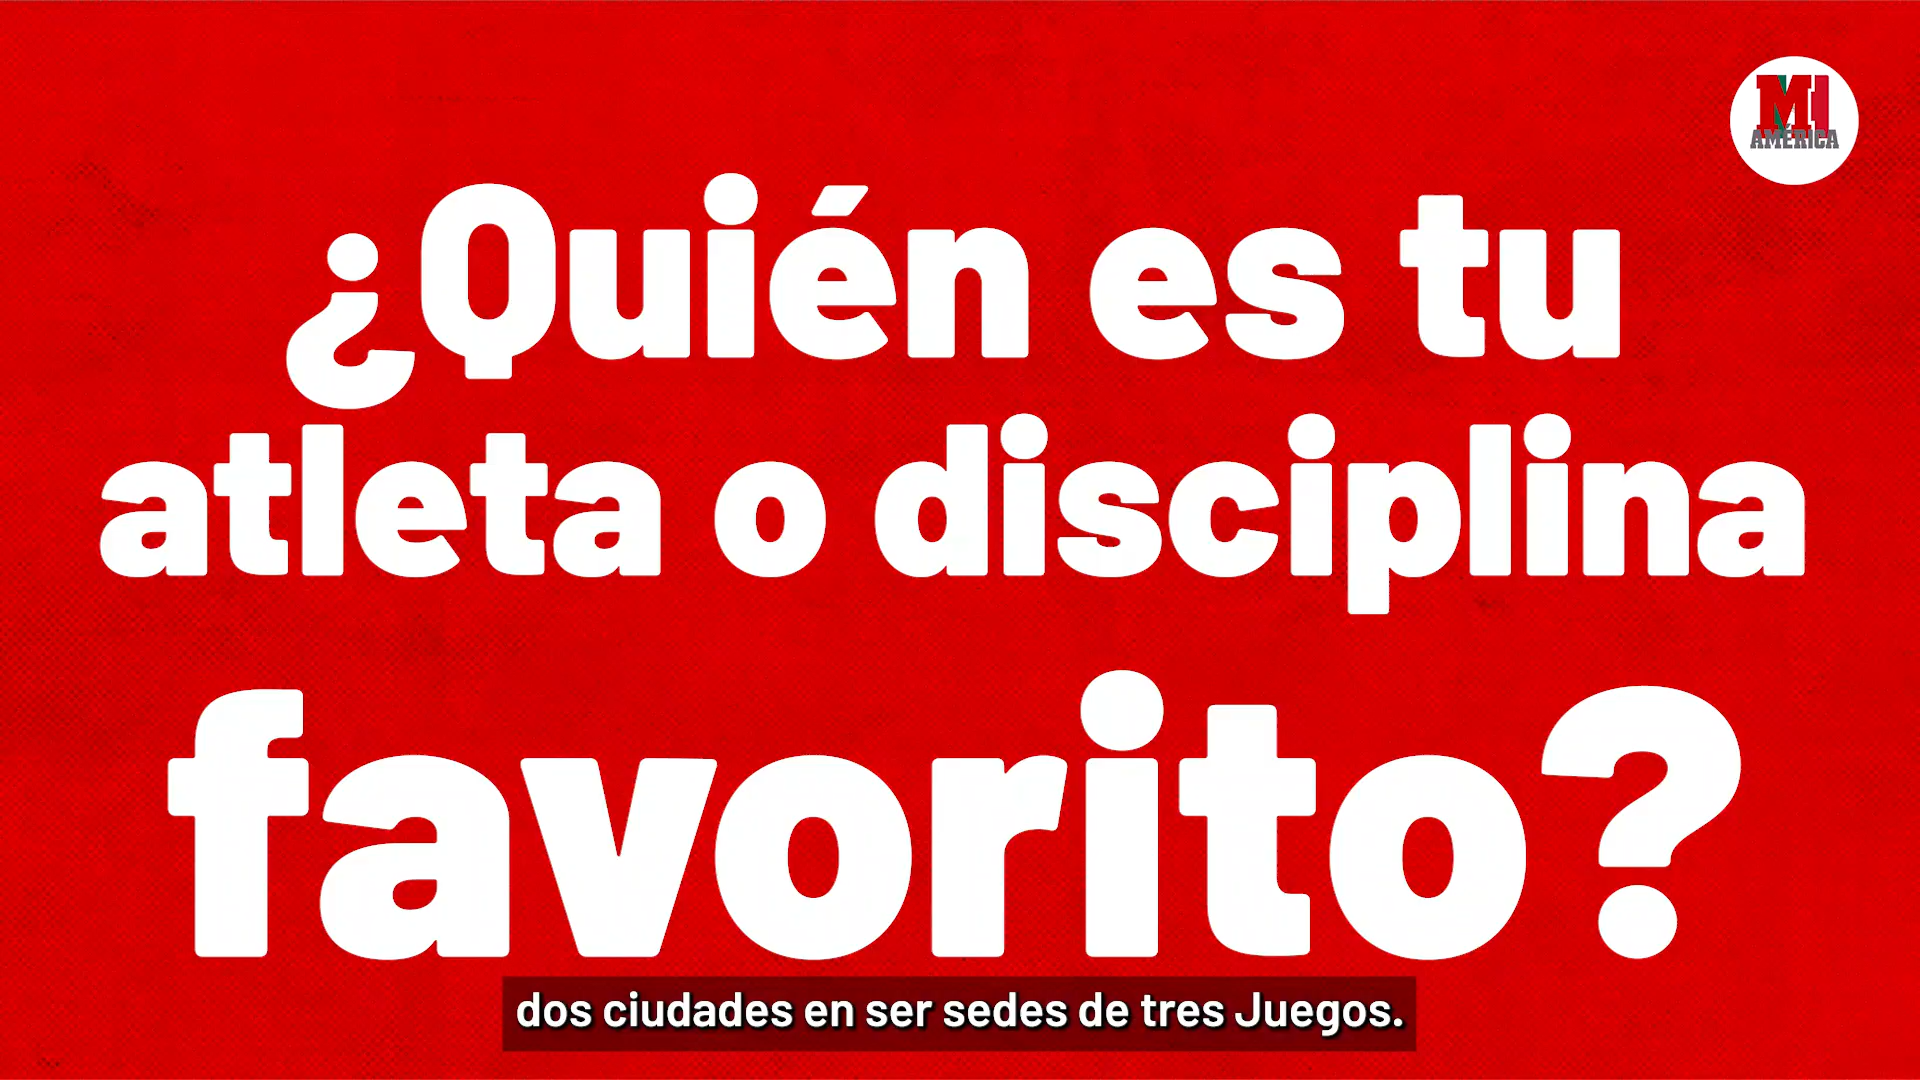 MI
AMÉRICA
¿Quién es tu
atleta o disciplina
favorito?
dos ciudades en ser sedes de tres Juegos.